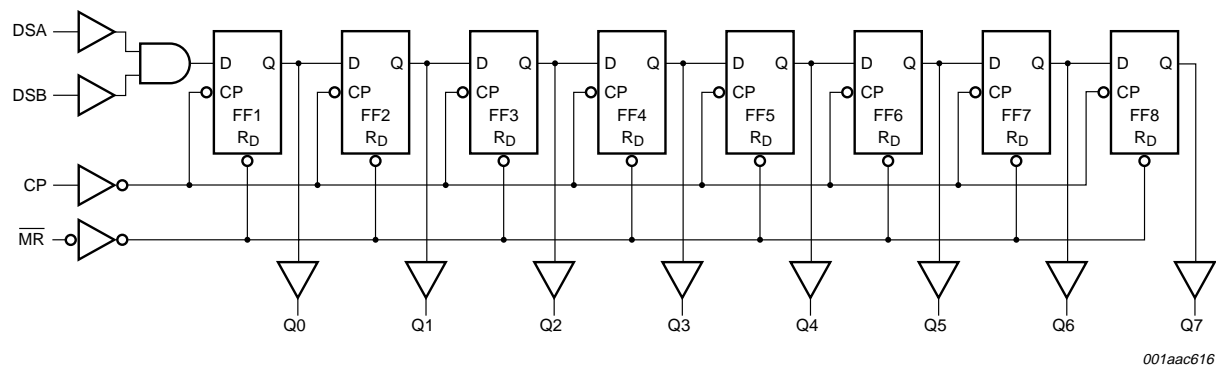 DSA
DSB
D Q D Q D Q D Q D Q D Q D Q D Q
CP CP CP CP CP CP CP CP
FF1 FF2 FF3 FF4 FF5 FF6 FF7 FF8
RD RD RD RD RD RD RD RD
CP
MR
Q0 Q1 Q2 Q3 Q4 Q5 Q6 Q7
001aac616